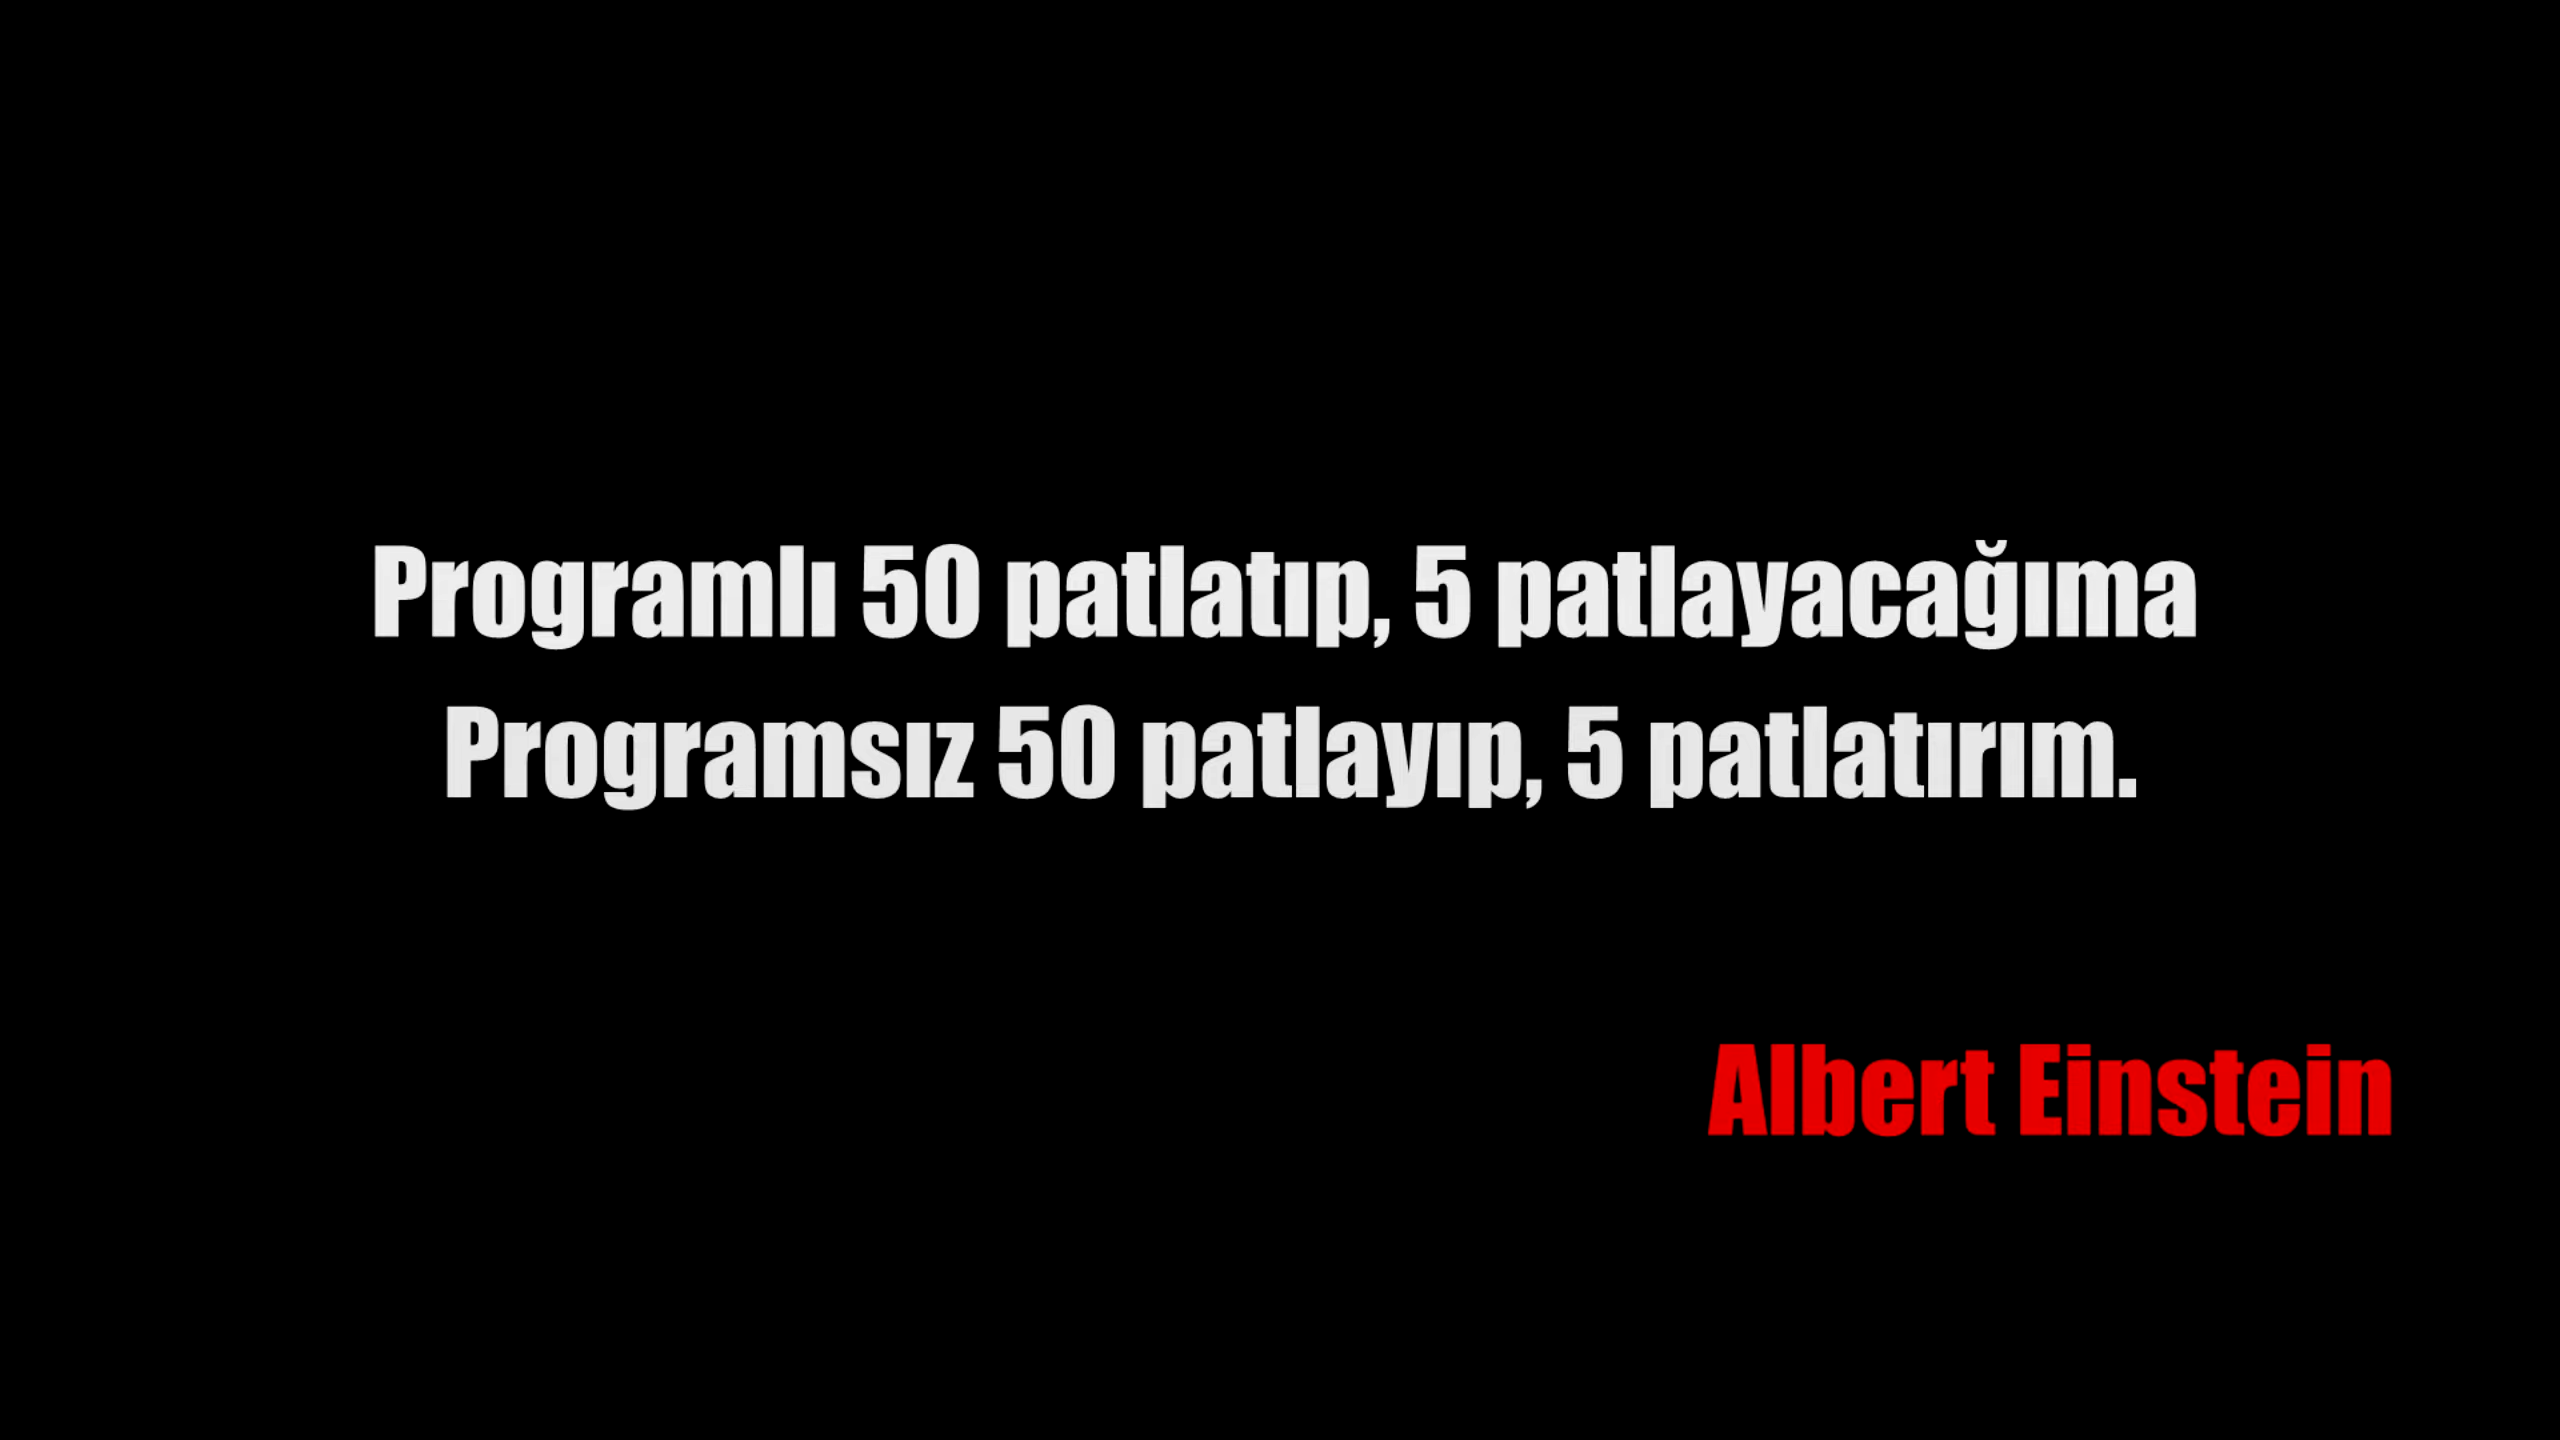 Programlı 50 patlatıp, 5 patlayacağıma
Programsız 50 patlayıp, 5 patlatırım.
Albert Einstein